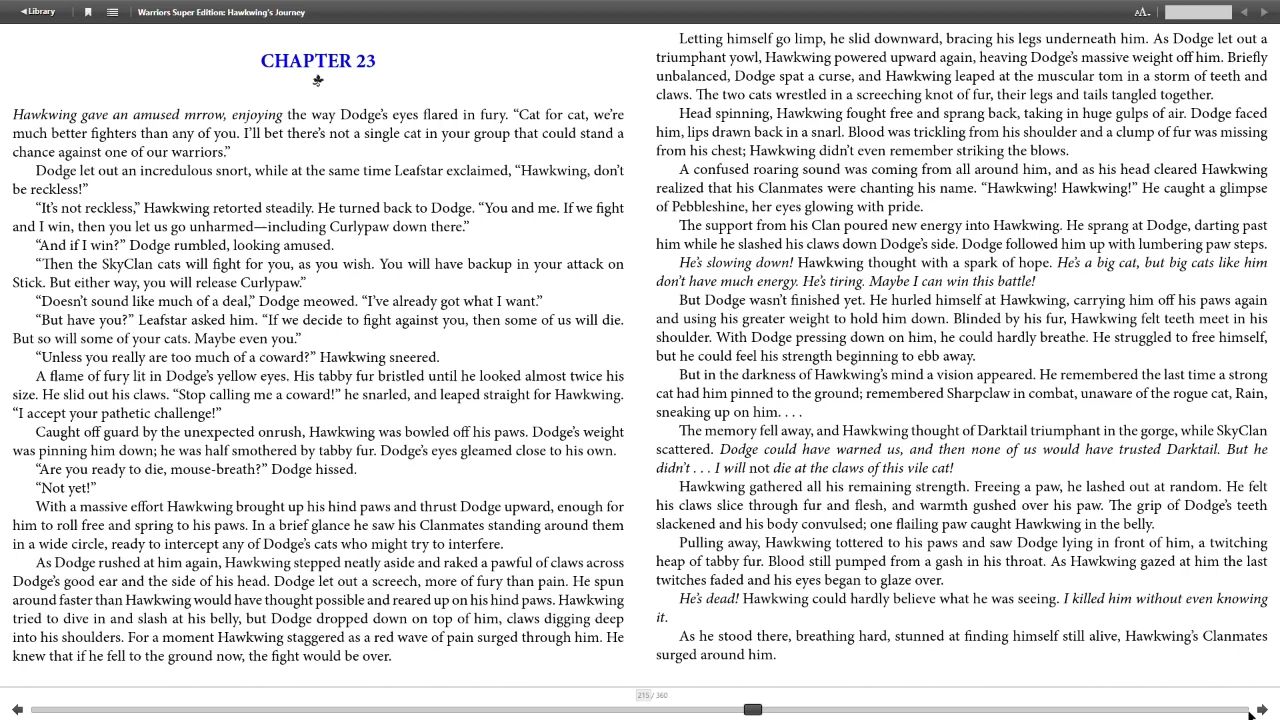 Library
Warriors Super Edition: Hawkwing's Journey
AA
CHAPTER 23
Hawkwing gave an amused mrrow, enjoying the way Dodge's eyes flared in fury. “Cat for cat, we're
much better fighters than any of you. I'll bet there's not a single cat in your group that could stand a
chance against one of our warriors.”
Dodge let out an incredulous snort, while at the same time Leafstar exclaimed, “Hawkwing, don't
be reckless!”
“It's not reckless,” Hawkwing retorted steadily. He turned back to Dodge. “You and me. If we fight
and I win, then you let us go unharmed—including Curlypaw down there.”
“And if I win?” Dodge rumbled, looking amused.
“Then the SkyClan cats will fight for you, as you wish. You will have backup in your attack on
Stick. But either way, you will release Curlypaw.”
“Doesn't sound like much of a deal,” Dodge meowed. “I've already got what I want.”
“But have you?” Leafstar asked him. “If we decide to fight against you, then some of us will die.
But so will some of your cats. Maybe even you.”
“Unless you really are too much of a coward?” Hawkwing sneered.
A flame of fury lit in Dodge's yellow eyes. His tabby fur bristled until he looked almost twice his
size. He slid out his claws. “Stop calling me a coward!” he snarled, and leaped straight for Hawkwing.
“I accept your pathetic challenge!”
Caught off guard by the unexpected onrush, Hawkwing was bowled off his paws. Dodge's weight
was pinning him down; he was half smothered by tabby fur. Dodge's eyes gleamed close to his own.
“Are you ready to die, mouse-breath?” Dodge hissed.
“Not yet!”
With a massive effort Hawkwing brought up his hind paws and thrust Dodge upward, enough for
him to roll free and spring to his paws. In a brief glance he saw his Clanmates standing around them
in a wide circle, ready to intercept any of Dodge's cats who might try to interfere.
As Dodge rushed at him again, Hawkwing stepped neatly aside and raked a pawful of claws across
Dodge's good ear and the side of his head. Dodge let out a screech, more of fury than pain. He spun
around faster than Hawkwing would have thought possible and reared up on his hind paws. Hawkwing
tried to dive in and slash at his belly, but Dodge dropped down on top of him, claws digging deep
into his shoulders. For a moment Hawkwing staggered as a red wave of pain surged through him. He
knew that if he fell to the ground now, the fight would be over.
Letting himself go limp, he slid downward, bracing his legs underneath him. As Dodge let out a
triumphant yowl, Hawkwing powered upward again, heaving Dodge's massive weight off him. Briefly
unbalanced, Dodge spat a curse, and Hawkwing leaped at the muscular tom in a storm of teeth and
claws. The two cats wrestled in a screeching knot of fur, their legs and tails tangled together.
Head spinning, Hawkwing fought free and sprang back, taking in huge gulps of air. Dodge faced
him, lips drawn back in a snarl. Blood was trickling from his shoulder and a clump of fur was missing
from his chest; Hawkwing didn't even remember striking the blows.
A confused roaring sound was coming from all around him, and as his head cleared Hawkwing
realized that his Clanmates were chanting his name. “Hawkwing! Hawkwing!” He caught a glimpse
of Pebbleshine, her eyes glowing with pride.
The support from his Clan poured new energy into Hawkwing. He sprang at Dodge, darting past
him while he slashed his claws down Dodge's side. Dodge followed him up with lumbering paw steps.
He's slowing down! Hawkwing thought with a spark of hope. He's a big cat, but big cats like him
don't have much energy. He's tiring. Maybe I can win this battle!
But Dodge wasn't finished yet. He hurled himself at Hawkwing, carrying him off his paws again
and using his greater weight to hold him down. Blinded by his fur, Hawkwing felt teeth meet in his
shoulder. With Dodge pressing down on him, he could hardly breathe. He struggled to free himself,
but he could feel his strength beginning to ebb away.
But in the darkness of Hawkwing's mind a vision appeared. He remembered the last time a strong
cat had him pinned to the ground; remembered Sharpclaw in combat, unaware of the rogue cat, Rain,
sneaking up on him. . . .
The memory fell away, and Hawkwing thought of Darktail triumphant in the gorge, while SkyClan
scattered. Dodge could have warned us, and then none of us would have trusted Darktail. But he
didn't . . . I will not die at the claws of this vile cat!
Hawkwing gathered all his remaining strength. Freeing a paw, he lashed out at random. He felt
his claws slice through fur and flesh, and warmth gushed over his paw. The grip of Dodge's teeth
slackened and his body convulsed; one flailing paw caught Hawkwing in the belly.
Pulling away, Hawkwing tottered to his paws and saw Dodge lying in front of him, a twitching
heap of tabby fur. Blood still pumped from a gash in his throat. As Hawkwing gazed at him the last
twitches faded and his eyes began to glaze over.
He's dead! Hawkwing could hardly believe what he was seeing. I killed him without even knowing
it.
As he stood there, breathing hard, stunned at finding himself still alive, Hawkwing's Clanmates
surged around him.
215 / 360